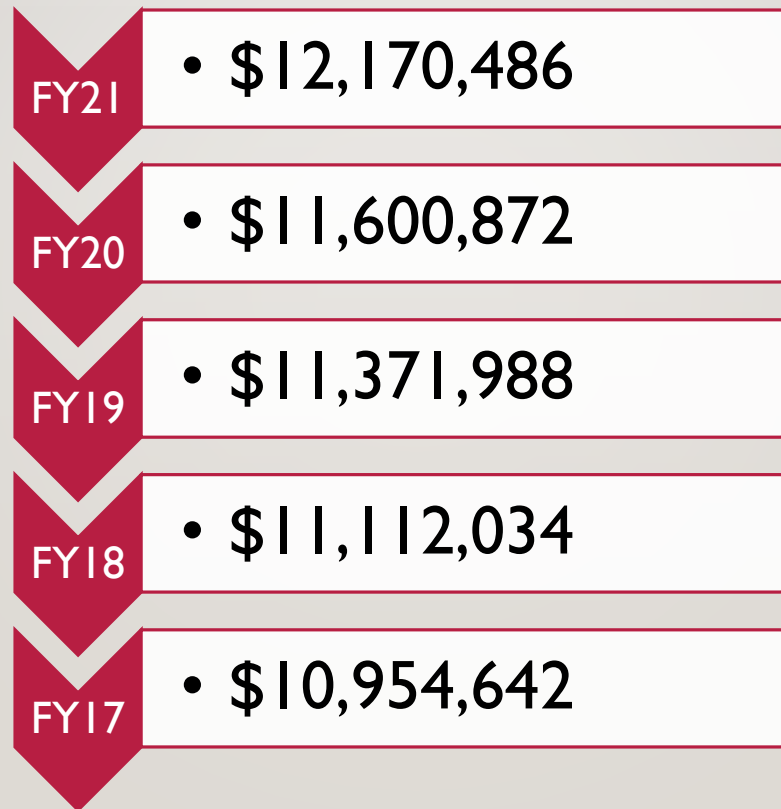 FY21
• $12,170,486
FY20
• $11,600,872
FY19
• $11,371,988
FY18
• $11,112,034
FY17
• $10,954,642